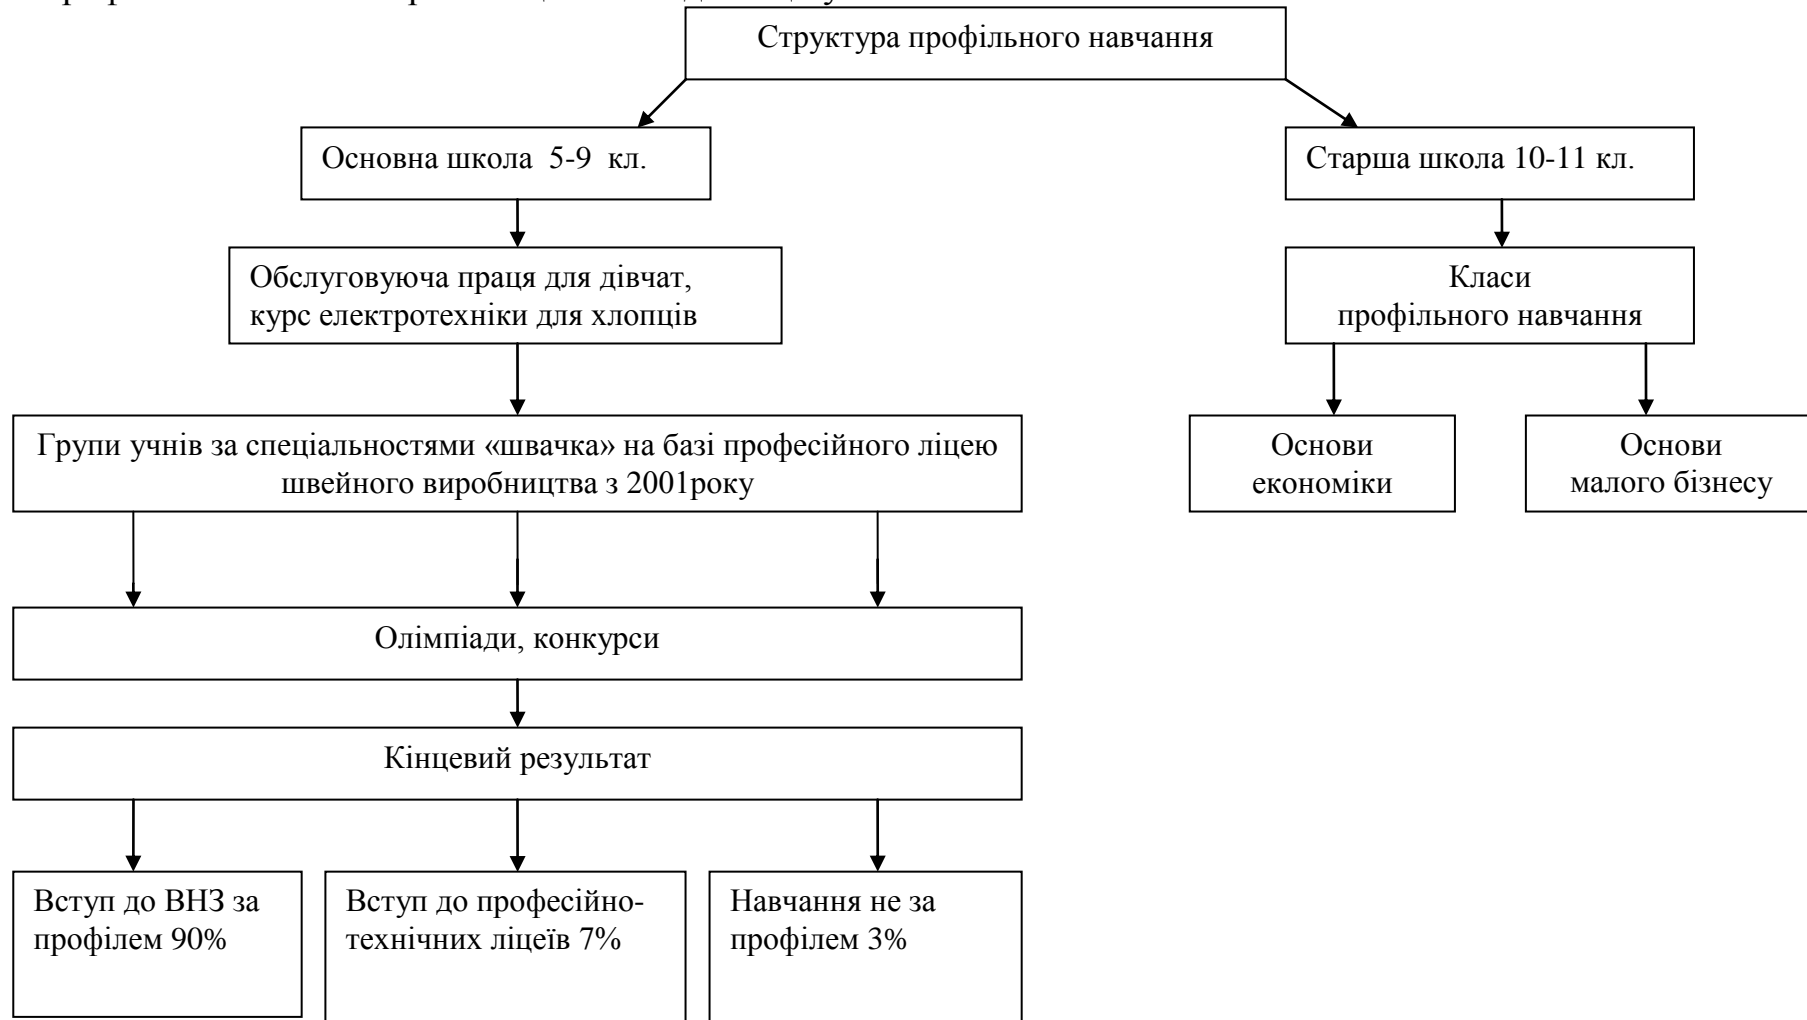 Структура профільного навчання
Основна школа 5-9 кл.
Старша школа 10-11 кл.
Обслуговуюча праця для дівчат,
курс електротехніки для хлопців
Класи
профільного навчання
Групи учнів за спеціальностями «швачка» на базі професійного ліцею
швейного виробництва з 2001року
Основи
економіки
Основи
малого бізнесу
Олімпіади, конкурси
Кінцевий результат
Вступ до ВНЗ за
профілем 90%
Вступ до професійно-
технічних ліцеїв 7%
Навчання не за
профілем 3%